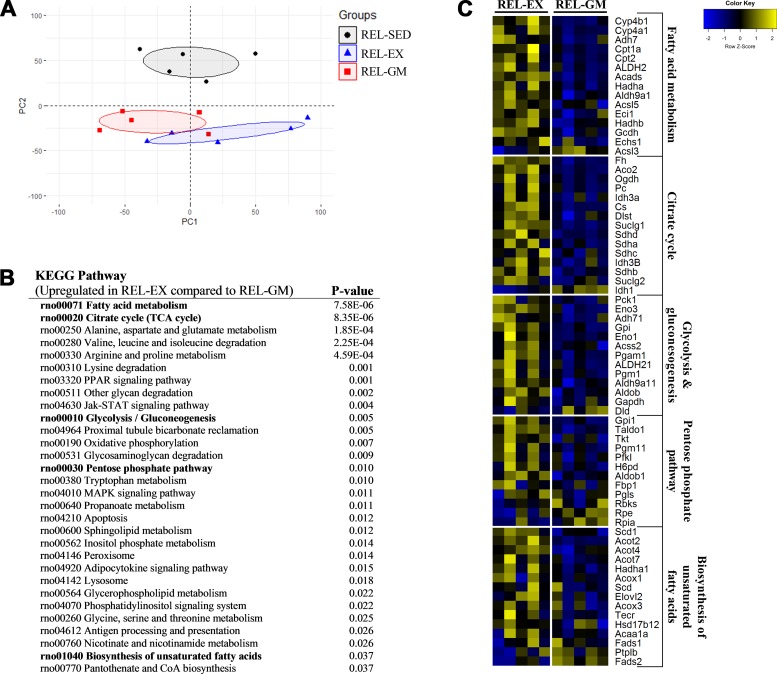 A
Groups
REL-SED
REL-EX
REL-GM
PC2
100
50
0
-50
-100
-100
-50
0
50
100
PC1
B
KEGG Pathway
(Upregulated in REL-EX compared to REL-GM) P-value
rno00071 Fatty acid metabolism 7.58E-06
rno00020 Citrate cycle (TCA cycle) 8.35E-06
rno00250 Alanine, aspartate and glutamate metabolism 1.85E-04
rno00280 Valine, leucine and isoleucine degradation 2.25E-04
rno00330 Arginine and proline metabolism 4.59E-04
rno00310 Lysine degradation 0.001
rno03320 PPAR signaling pathway 0.001
rno00511 Other glycan degradation 0.002
rno04630 Jak-STAT signaling pathway 0.004
rno00010 Glycolysis / Gluconeogenesis 0.005
rno04964 Proximal tubule bicarbonate reclamation 0.005
rno00190 Oxidative phosphorylation 0.007
rno00531 Glycosaminoglycan degradation 0.009
rno00030 Pentose phosphate pathway 0.010
rno00380 Tryptophan metabolism 0.010
rno04010 MAPK signaling pathway 0.011
rno00640 Propanoate metabolism 0.011
rno04210 Apoptosis 0.012
rno00600 Sphingolipid metabolism 0.012
rno00562 Inositol phosphate metabolism 0.014
rno04146 Peroxisome 0.014
rno04920 Adipocytokine signaling pathway 0.015
rno04142 Lysosome 0.018
rno00564 Glycerophospholipid metabolism 0.022
rno04070 Phosphatidylinositol signaling system 0.022
rno00260 Glycine, serine and threonine metabolism 0.025
rno04612 Antigen processing and presentation 0.026
rno00760 Nicotinate and nicotinamide metabolism 0.026
rno01040 Biosynthesis of unsaturated fatty acids 0.037
rno00770 Pantothenate and CoA biosynthesis 0.037
C
REL-EX REL-GM
Color Key
-2 -1 0 1 2
Row Z-Score
Cyp4b1
Cyp4a1
Adh7
Cpt1a
Cpt2
ALDH2
Acads
Hadha
Aldh9a1
Acsl5
Eci1
Hadhb
Gcdh
Echs1
Acsl3
Fatty acid metabolism
Fh
Aco2
Ogdh
Pc
Idh3a
Cs
Dlst
Suclg1
Sdhd
Sdha
Sdhc
Idh3B
Sdhb
Suclg2
Idh1
Citrate cycle
Pck1
Eno3
Adh71
Gpi
Eno1
Acss2
Pgam1
ALDH21
Pgm1
Aldh9a11
Aldob
Gapdh
Dld
Glycolysis &
gluconesogenesis
Gpi1
Taldo1
Tkt
Pgm11
Pfkl
H6pd
Aldob1
Fbp1
Pgls
Rbks
Rpe
Rpia
Pentose phosphate
pathway
Scd1
Acot2
Acot4
Acot7
Hadha1
Acox1
Scd
Elovl2
Acox3
Tecr
Hsd17b12
Acaa1a
Fads1
Ptplb
Fads2
Biosynthesis of
unsaturated
fatty acids